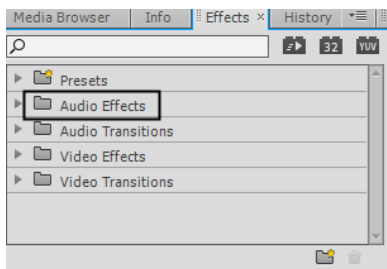 Media Browser Info Effects × History
32 YUV
Presets
Audio Effects
Audio Transitions
Video Effects
Video Transitions